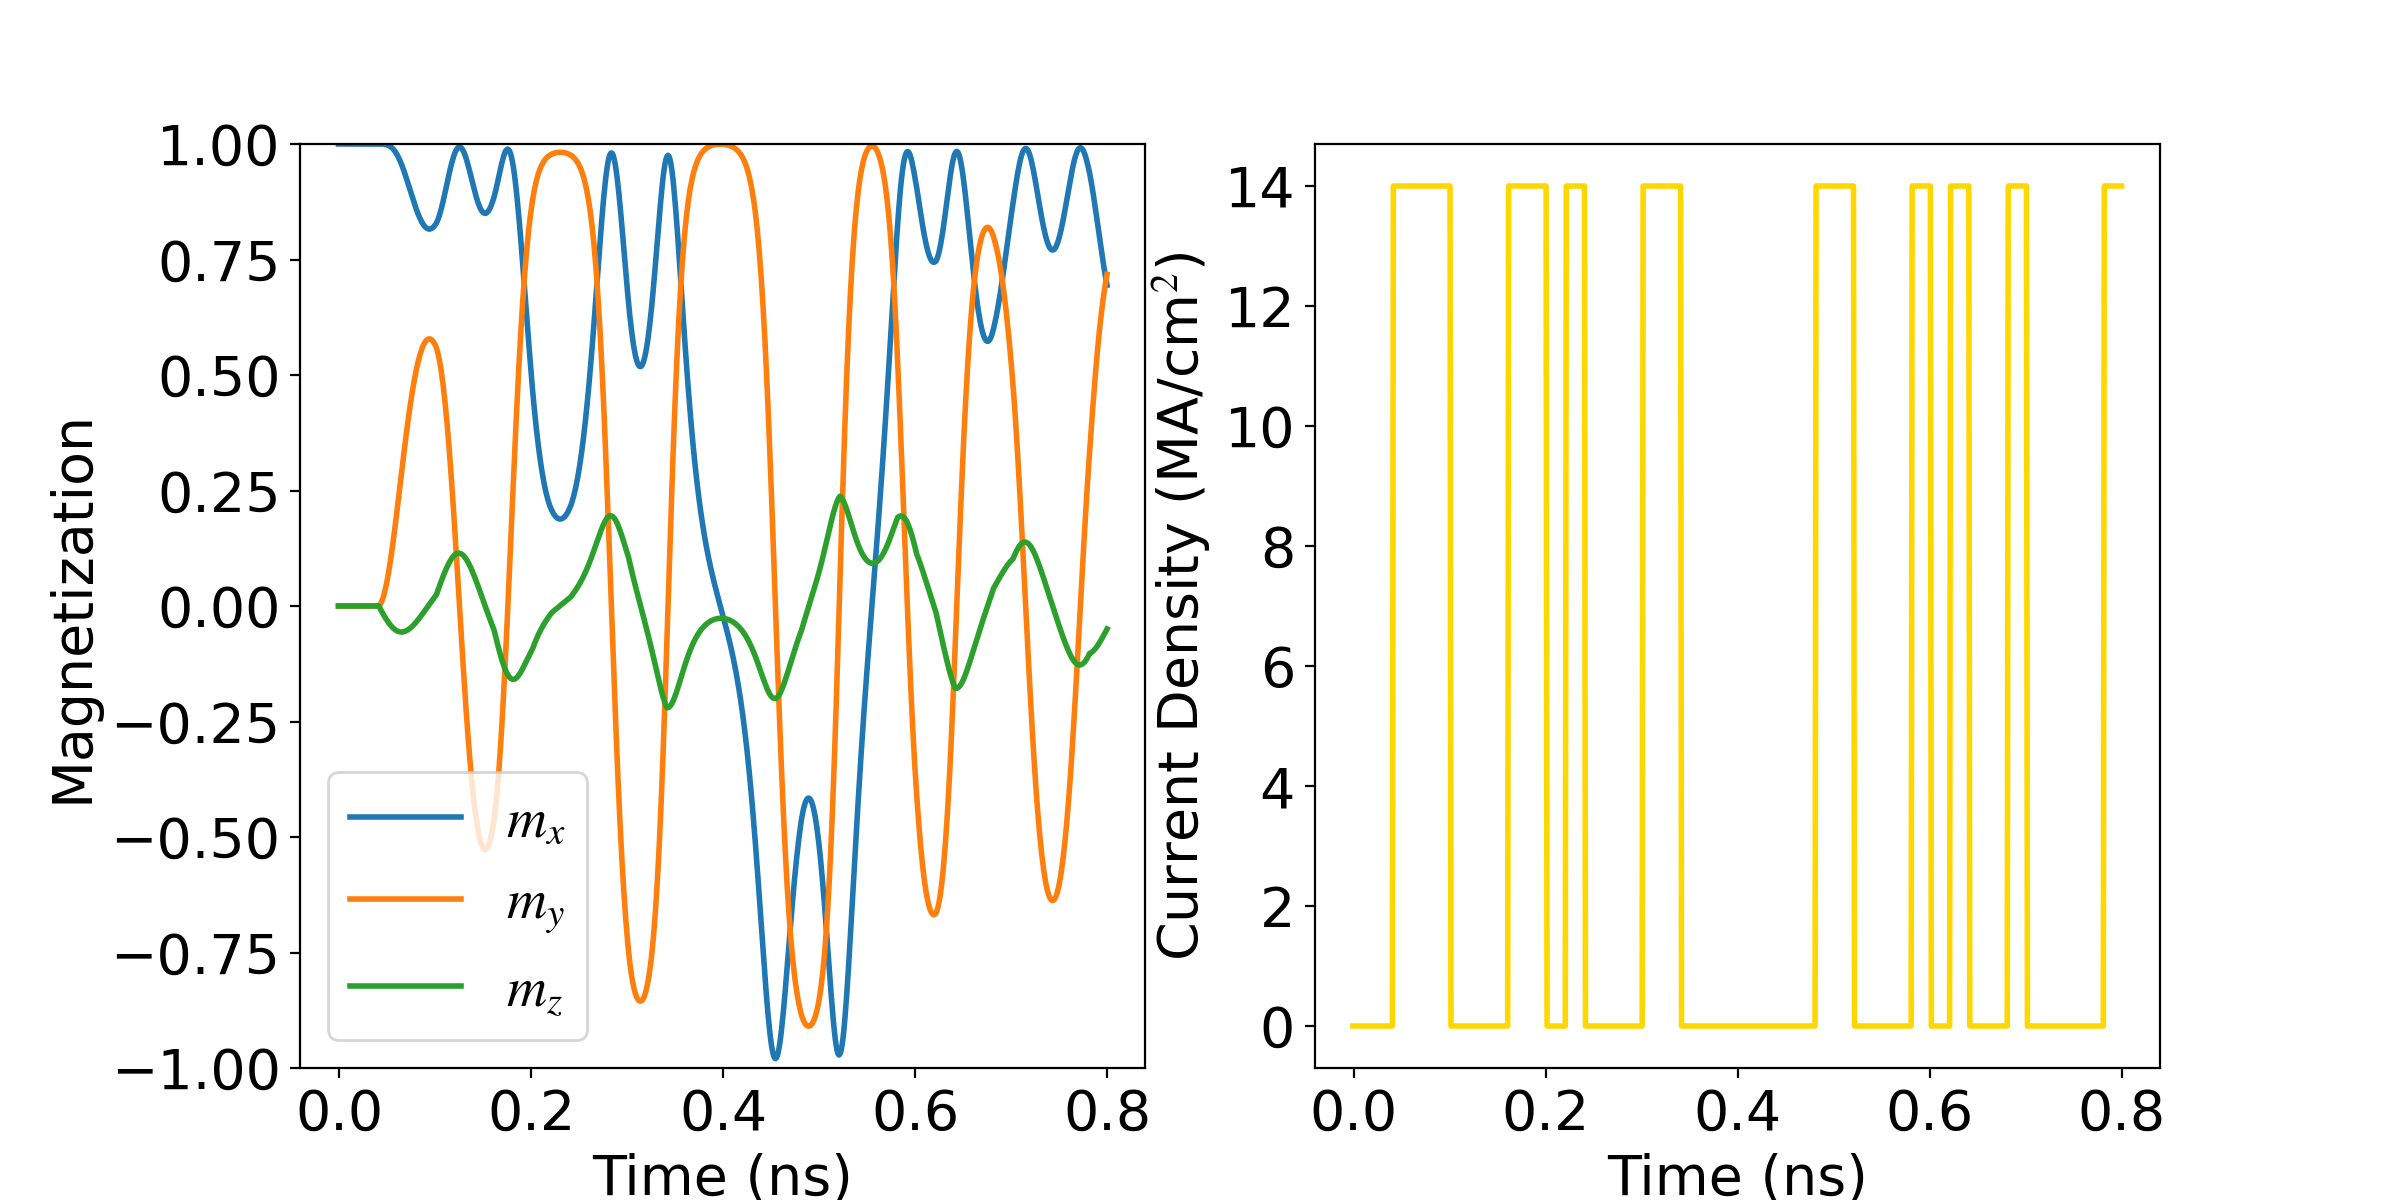 1.00
0.75
0.50
0.25
0.00
−0.25
−0.50
−0.75
−1.00
Magnetization
m_x
m_y
m_z
0.0 0.2 0.4 0.6 0.8
Time (ns)
14
12
10
8
6
4
2
0
Current Density (MA/cm²)
0.0 0.2 0.4 0.6 0.8
Time (ns)